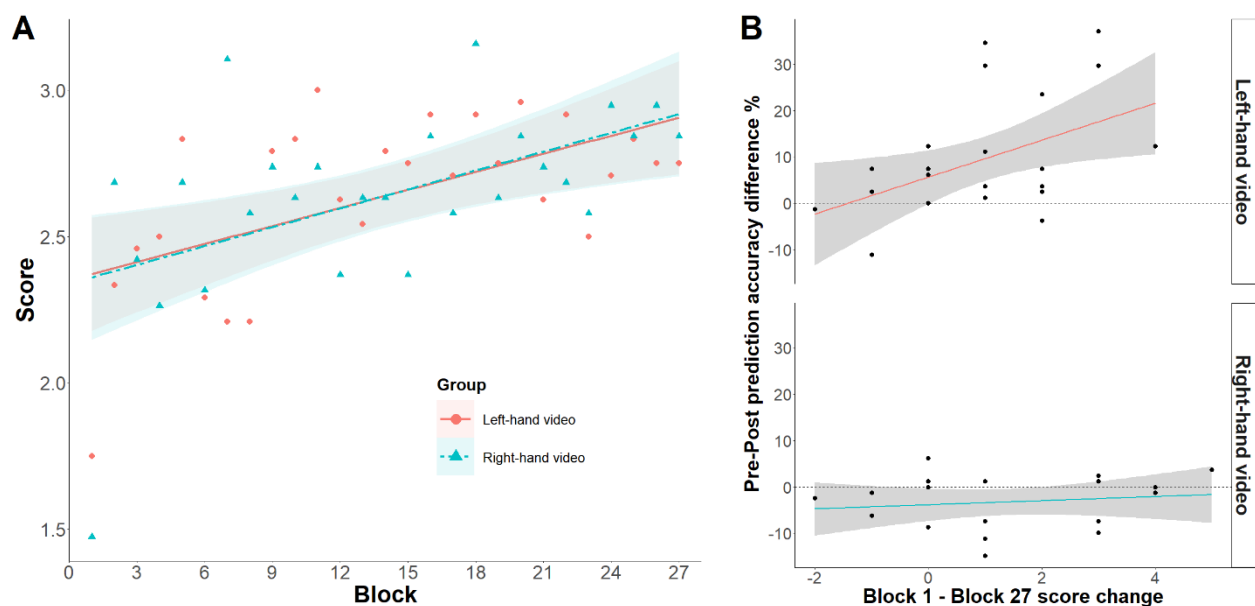 A
Score
3.0
2.5
2.0
1.5
0
3
6
9
12
15
18
21
24
27
Block
Group
Left-hand video
Right-hand video
B
Pre-Post prediction accuracy difference %
30
20
10
0
-10
Left-hand video
30
20
10
0
-10
Right-hand video
-2
0
2
4
Block 1 - Block 27 score change